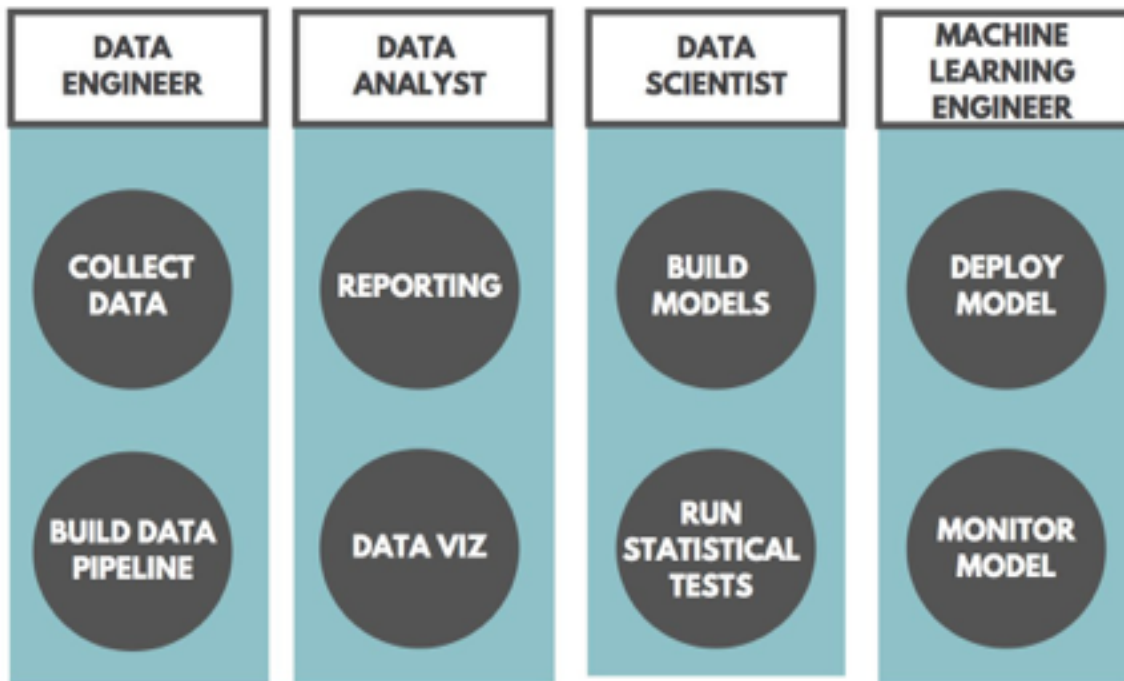 DATA
ENGINEER
DATA
ANALYST
DATA
SCIENTIST
MACHINE
LEARNING
ENGINEER
COLLECT
DATA
REPORTING
BUILD
MODELS
DEPLOY
MODEL
BUILD DATA
PIPELINE
DATA VIZ
RUN
STATISTICAL
TESTS
MONITOR
MODEL